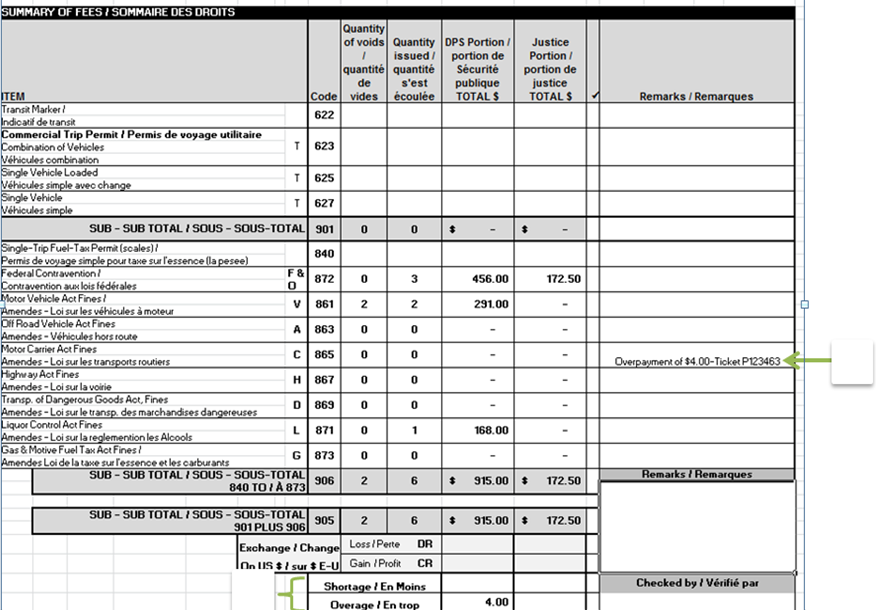 SUMMARY OF FEES / SOMMAIRE DES DROITS
ITEM Code Quantity of voids / quantité de vides Quantity issued / quantité s'est écoulée DPS Portion / portion de Sécurité publique TOTAL $ Justice Portion / portion de justice TOTAL $ ✓ Remarks / Remarques
Transit Marker /
Indicatif de transit 622
Commercial Trip Permit / Permis de voyage utilitaire
Combination of Vehicles T 623
Véhicules combination
Single Vehicle Loaded T 625
Véhicules simple avec change
Single Vehicle T 627
Véhicules simple
SUB - SUB TOTAL / SOUS - SOUS-TOTAL 901 0 0 $ - $ -
Single-Trip Fuel-Tax Permit (scales) / 840
Permis de voyage simple pour taxe sur l'essence (la pesee)
Federal Contravention / F & O 872 0 3 456.00 172.50
Contravention aux lois fédérales
Motor Vehicle Act Fines / V 861 2 2 291.00 -
Amendes - Loi sur les véhicules à moteur
Off Road Vehicle Act Fines A 863 0 0 - -
Amendes - Véhicules hors route
Motor Carrier Act Fines C 865 0 0 - -
Amendes - Loi sur les transports routiers Overpayment of $4.00-Ticket P123463
Highway Act Fines H 867 0 0 - -
Amendes - Loi sur la voirie
Transp. of Dangerous Goods Act, Fines D 869 0 0 - -
Amendes - Loi sur le transp. des marchandises dangereuses
Liquor Control Act Fines L 871 0 1 168.00 -
Amendes - Loi sur la reglemention les Alcools
Gas & Motive Fuel Tax Act Fines / G 873 0 0 - -
Amendes Loi de la taxe sur l'essence et les carburants
SUB - SUB TOTAL / SOUS - SOUS-TOTAL
840 TO / À 873 906 2 6 $ 915.00 $ 172.50
Remarks / Remarques
SUB - SUB TOTAL / SOUS - SOUS-TOTAL
901 PLUS 906 905 2 6 $ 915.00 $ 172.50
Exchange / Change Loss / Perte DR
On US $ / sur $ E-U Gain / Profit CR
Shortage / En Moins Checked by / Vérifié par
Overage / En trop 4.00